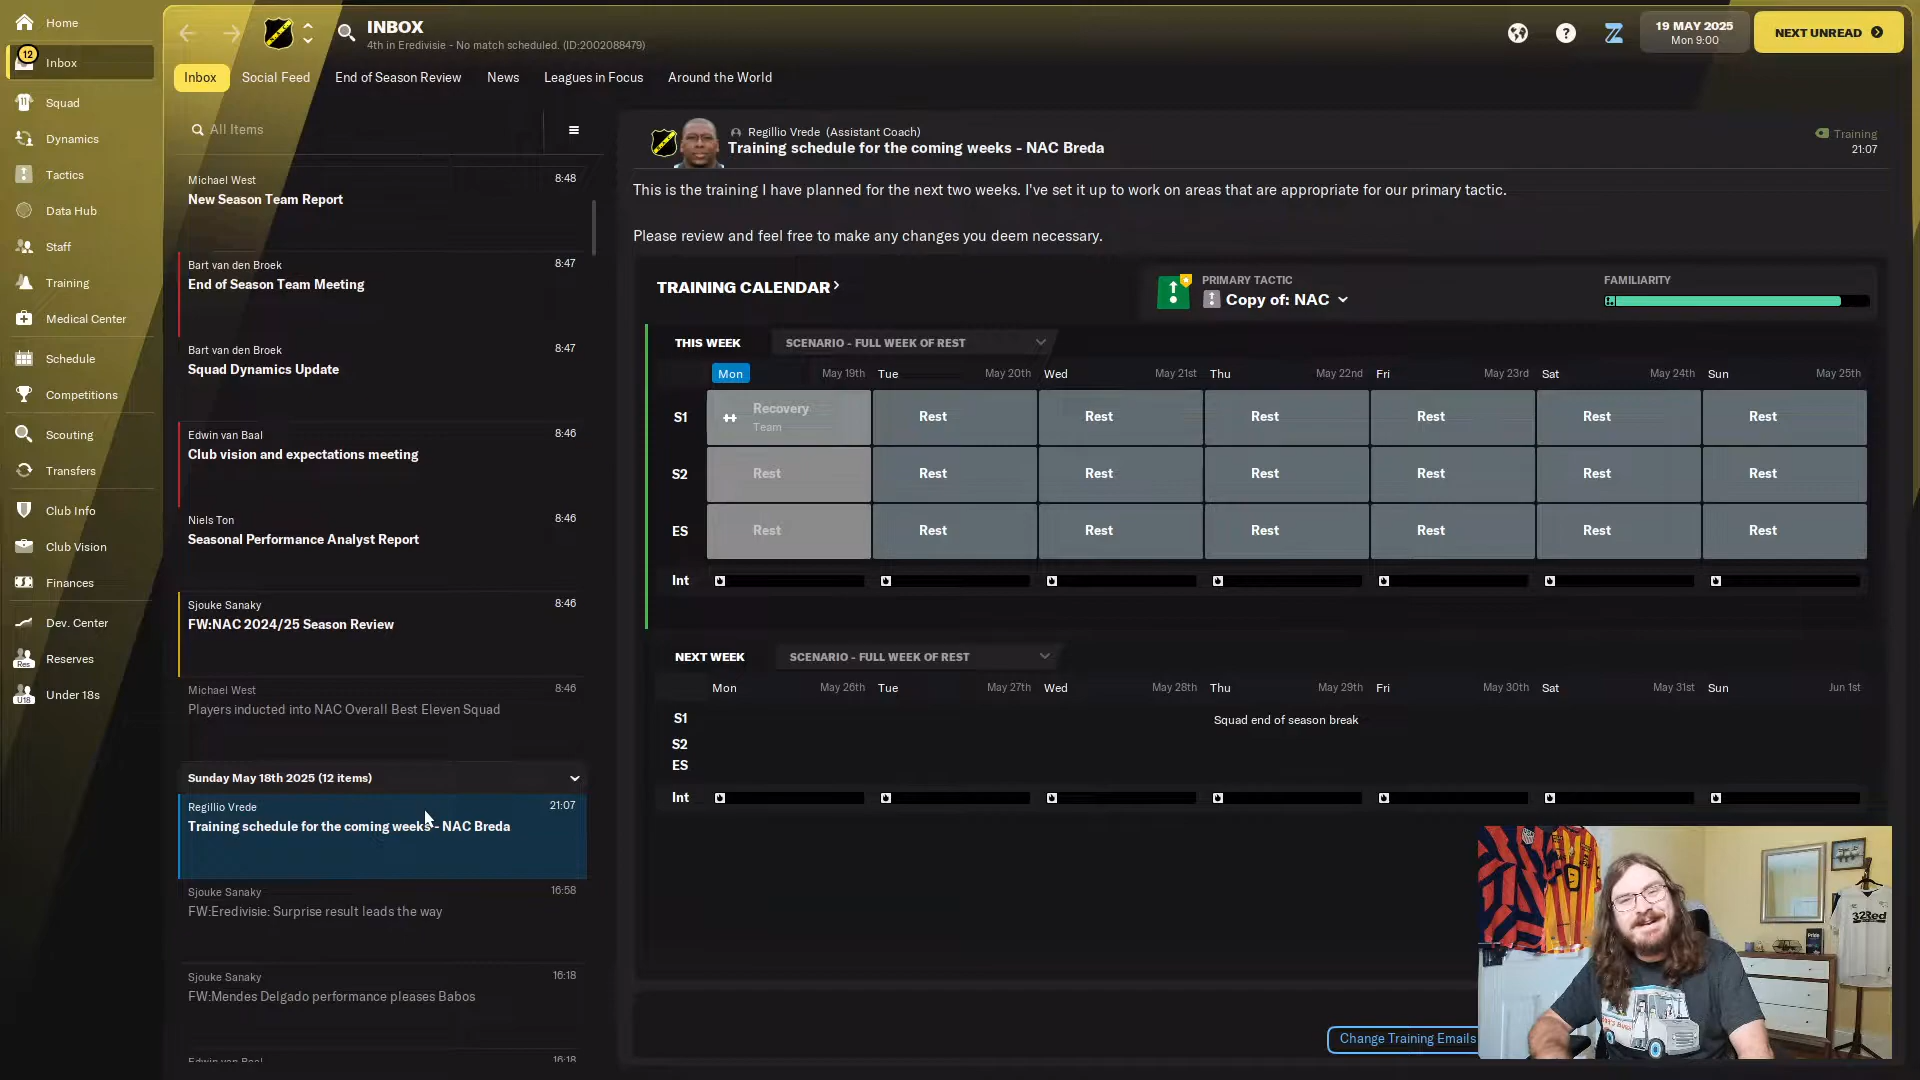 Home
12
Inbox
Squad
Dynamics
Tactics
Data Hub
Staff
Training
Medical Center
Schedule
Competitions
Scouting
Transfers
Club Info
Club Vision
Finances
Dev. Center
Res
Reserves
U18
Under 18s
INBOX
4th in Eredivisie - No match scheduled. (ID:2002088479)
19 MAY 2025
Mon 9:00
NEXT UNREAD
Inbox
Social Feed
End of Season Review
News
Leagues in Focus
Around the World
All Items
Michael West
8:48
New Season Team Report
Bart van den Broek
8:47
End of Season Team Meeting
Bart van den Broek
8:47
Squad Dynamics Update
Edwin van Baal
8:46
Club vision and expectations meeting
Niels Ton
8:46
Seasonal Performance Analyst Report
Sjouke Sanaky
8:46
FW:NAC 2024/25 Season Review
Michael West
8:46
Players inducted into NAC Overall Best Eleven Squad
Sunday May 18th 2025 (12 items)
Regillio Vrede
21:07
Training schedule for the coming weeks - NAC Breda
Sjouke Sanaky
16:58
FW:Eredivisie: Surprise result leads the way
Sjouke Sanaky
16:18
FW:Mendes Delgado performance pleases Babos
Edwin van Baal
16:18
Regillio Vrede (Assistant Coach)
Training schedule for the coming weeks - NAC Breda
Training
21:07
This is the training I have planned for the next two weeks. I've set it up to work on areas that are appropriate for our primary tactic.
Please review and feel free to make any changes you deem necessary.
TRAINING CALENDAR
PRIMARY TACTIC
Copy of: NAC
FAMILIARITY
THIS WEEK
SCENARIO - FULL WEEK OF REST
Mon May 19th Tue May 20th Wed May 21st Thu May 22nd Fri May 23rd Sat May 24th Sun May 25th
S1 Recovery Team Rest Rest Rest Rest Rest Rest
S2 Rest Rest Rest Rest Rest Rest Rest
ES Rest Rest Rest Rest Rest Rest Rest
Int
NEXT WEEK
SCENARIO - FULL WEEK OF REST
Mon May 26th Tue May 27th Wed May 28th Thu May 29th Fri May 30th Sat May 31st Sun Jun 1st
S1
Squad end of season break
S2
ES
Int
Change Training Emails
32Red
Pride